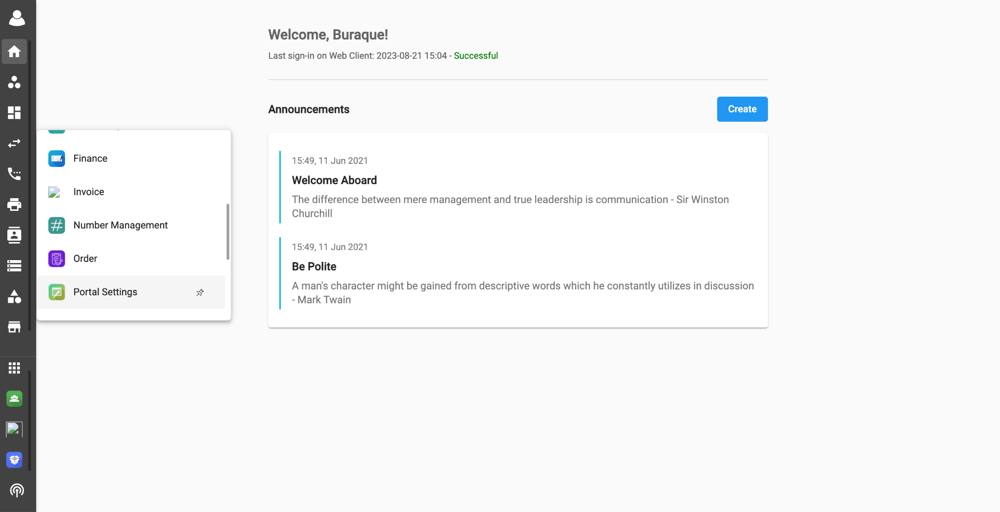 Welcome, Buraque!
Last sign-in on Web Client: 2023-08-21 15:04 - Successful
Announcements
Create
Finance
Invoice
Number Management
Order
Portal Settings
15:49, 11 Jun 2021
Welcome Aboard
The difference between mere management and true leadership is communication - Sir Winston
Churchill
15:49, 11 Jun 2021
Be Polite
A man's character might be gained from descriptive words which he constantly utilizes in discussion
- Mark Twain